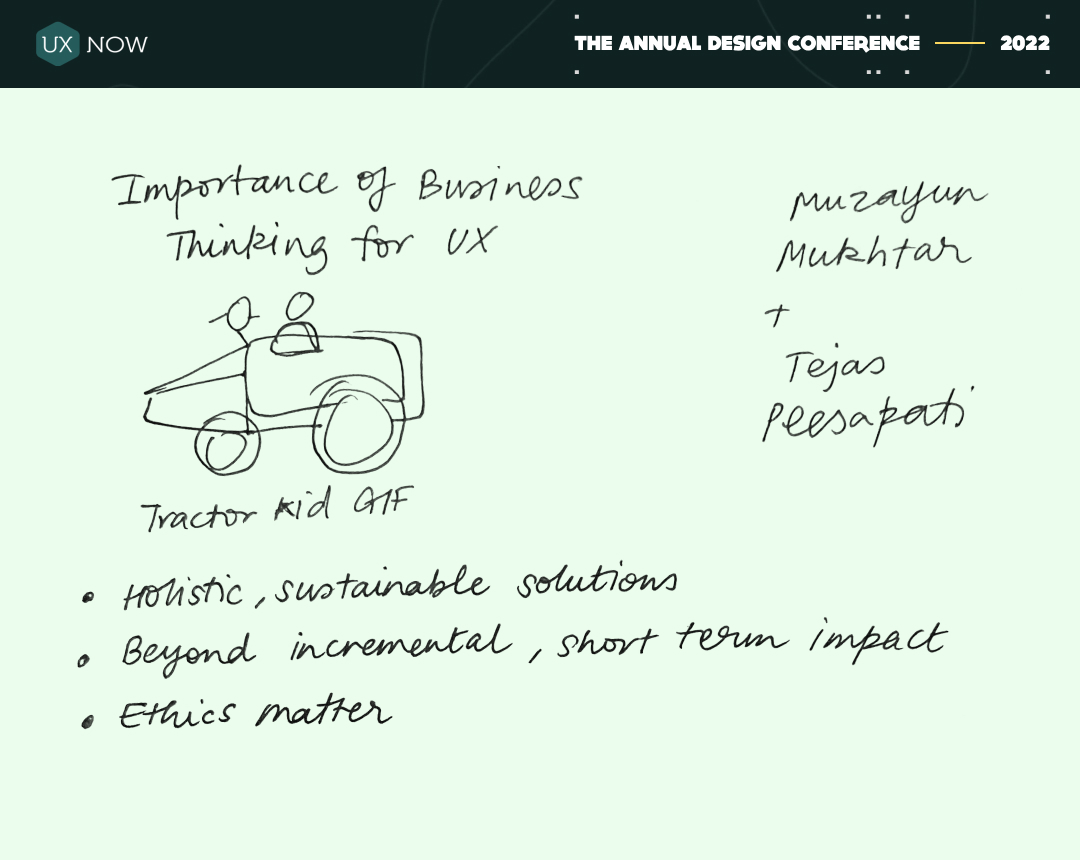 UX NOW
THE ANNUAL DESIGN CONFERENCE 2022
Importance of Business
Thinking for UX
Muzayun
Mukhtar
+
Tejas
Peesapati
Tractor Kid GIF
• Holistic, sustainable solutions
• Beyond incremental, short term impact
• Ethics matter